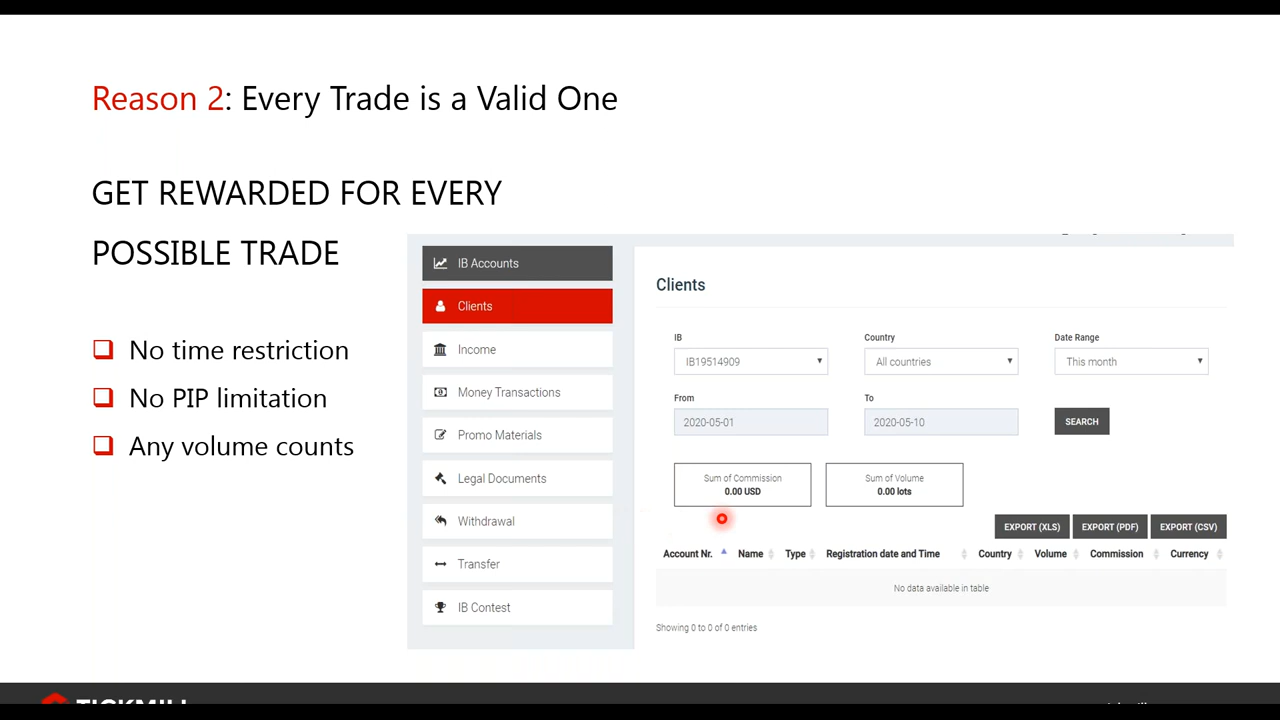 Reason 2: Every Trade is a Valid One
GET REWARDED FOR EVERY
POSSIBLE TRADE
No time restriction
No PIP limitation
Any volume counts
IB Accounts
Clients
Income
Money Transactions
Promo Materials
Legal Documents
Withdrawal
Transfer
IB Contest
Clients
IB Country Date Range
IB19514909 All countries This month
From To
2020-05-01 2020-05-10 SEARCH
Sum of Commission Sum of Volume
0.00 USD 0.00 lots
EXPORT (XLS) EXPORT (PDF) EXPORT (CSV)
Account Nr. Name Type Registration date and Time Country Volume Commission Currency
No data available in table
Showing 0 to 0 of 0 entries
TICKMILL